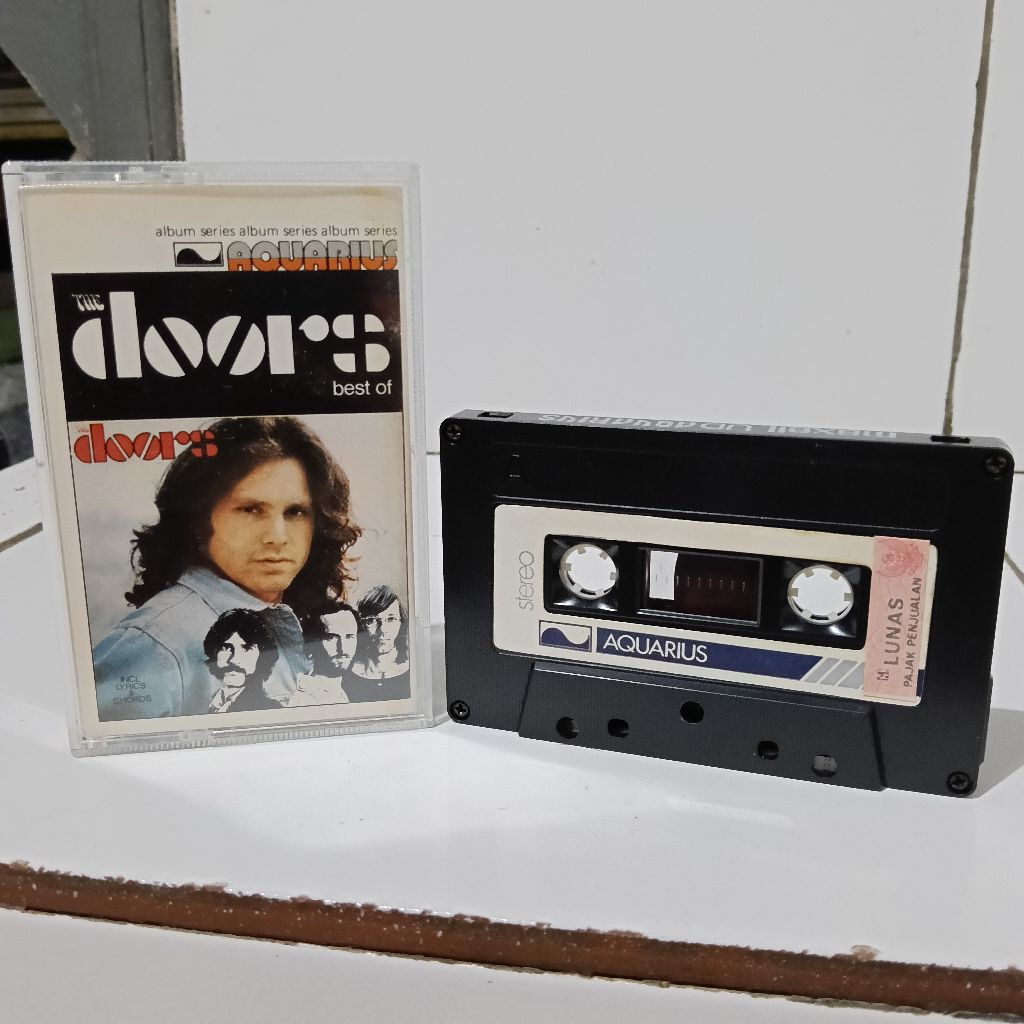 album series album series album series
AQUARIUS
THE
doors
best of
THE
doors
INCL
LYRICS
&
CHORDS
A
stereo
AQUARIUS
M LUNAS
PAJAK PENJUALAN
maxell